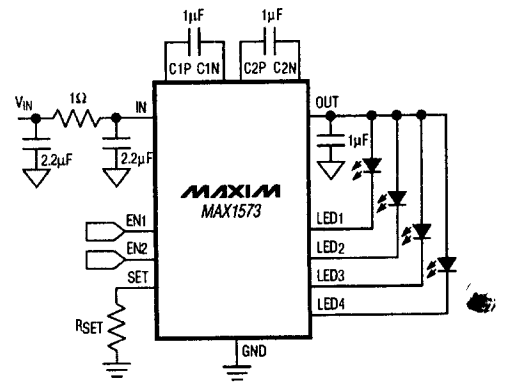 1µF
1µF
C1P C1N
C2P C2N
VIN
1Ω
IN
OUT
2.2µF
2.2µF
1µF
MAXIM
MAX1573
EN1
LED1
EN2
LED2
SET
LED3
RSET
LED4
GND